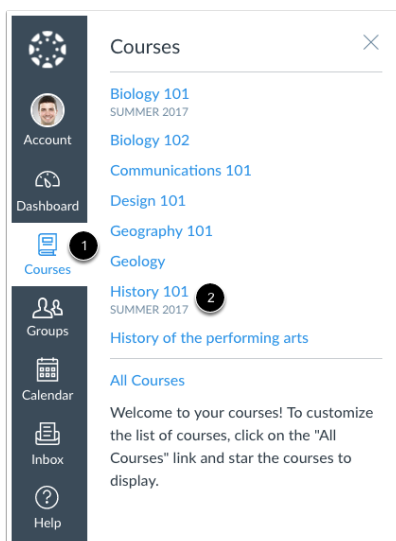 Courses
Account
Dashboard
Courses
1
Groups
Calendar
Inbox
Help
Biology 101
SUMMER 2017
Biology 102
Communications 101
Design 101
Geography 101
Geology
History 101
2
SUMMER 2017
History of the performing arts
All Courses
Welcome to your courses! To customize
the list of courses, click on the "All
Courses" link and star the courses to
display.